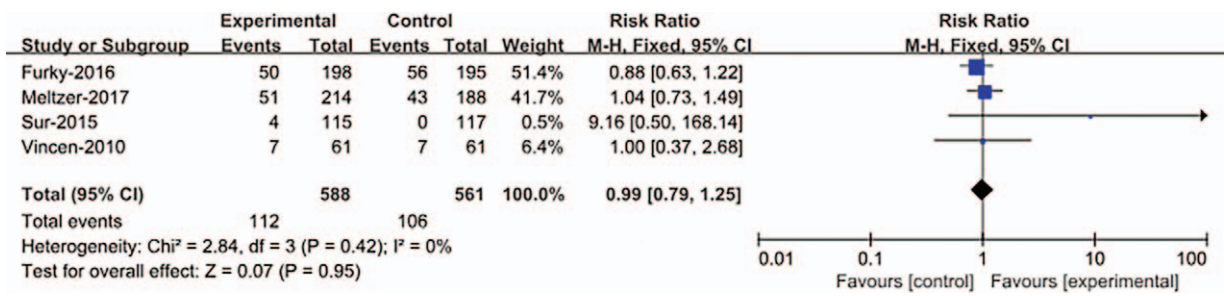 Experimental Control Risk Ratio Risk Ratio
Study or Subgroup Events Total Events Total Weight M-H, Fixed, 95% CI M-H, Fixed, 95% CI
Furky-2016 50 198 56 195 51.4% 0.88 [0.63, 1.22]
Meltzer-2017 51 214 43 188 41.7% 1.04 [0.73, 1.49]
Sur-2015 4 115 0 117 0.5% 9.16 [0.50, 168.14]
Vincen-2010 7 61 7 61 6.4% 1.00 [0.37, 2.68]
Total (95% CI) 588 561 100.0% 0.99 [0.79, 1.25]
Total events 112 106
Heterogeneity: Chi² = 2.84, df = 3 (P = 0.42); I² = 0%
Test for overall effect: Z = 0.07 (P = 0.95)
0.01 0.1 1 10 100
Favours [control] Favours [experimental]